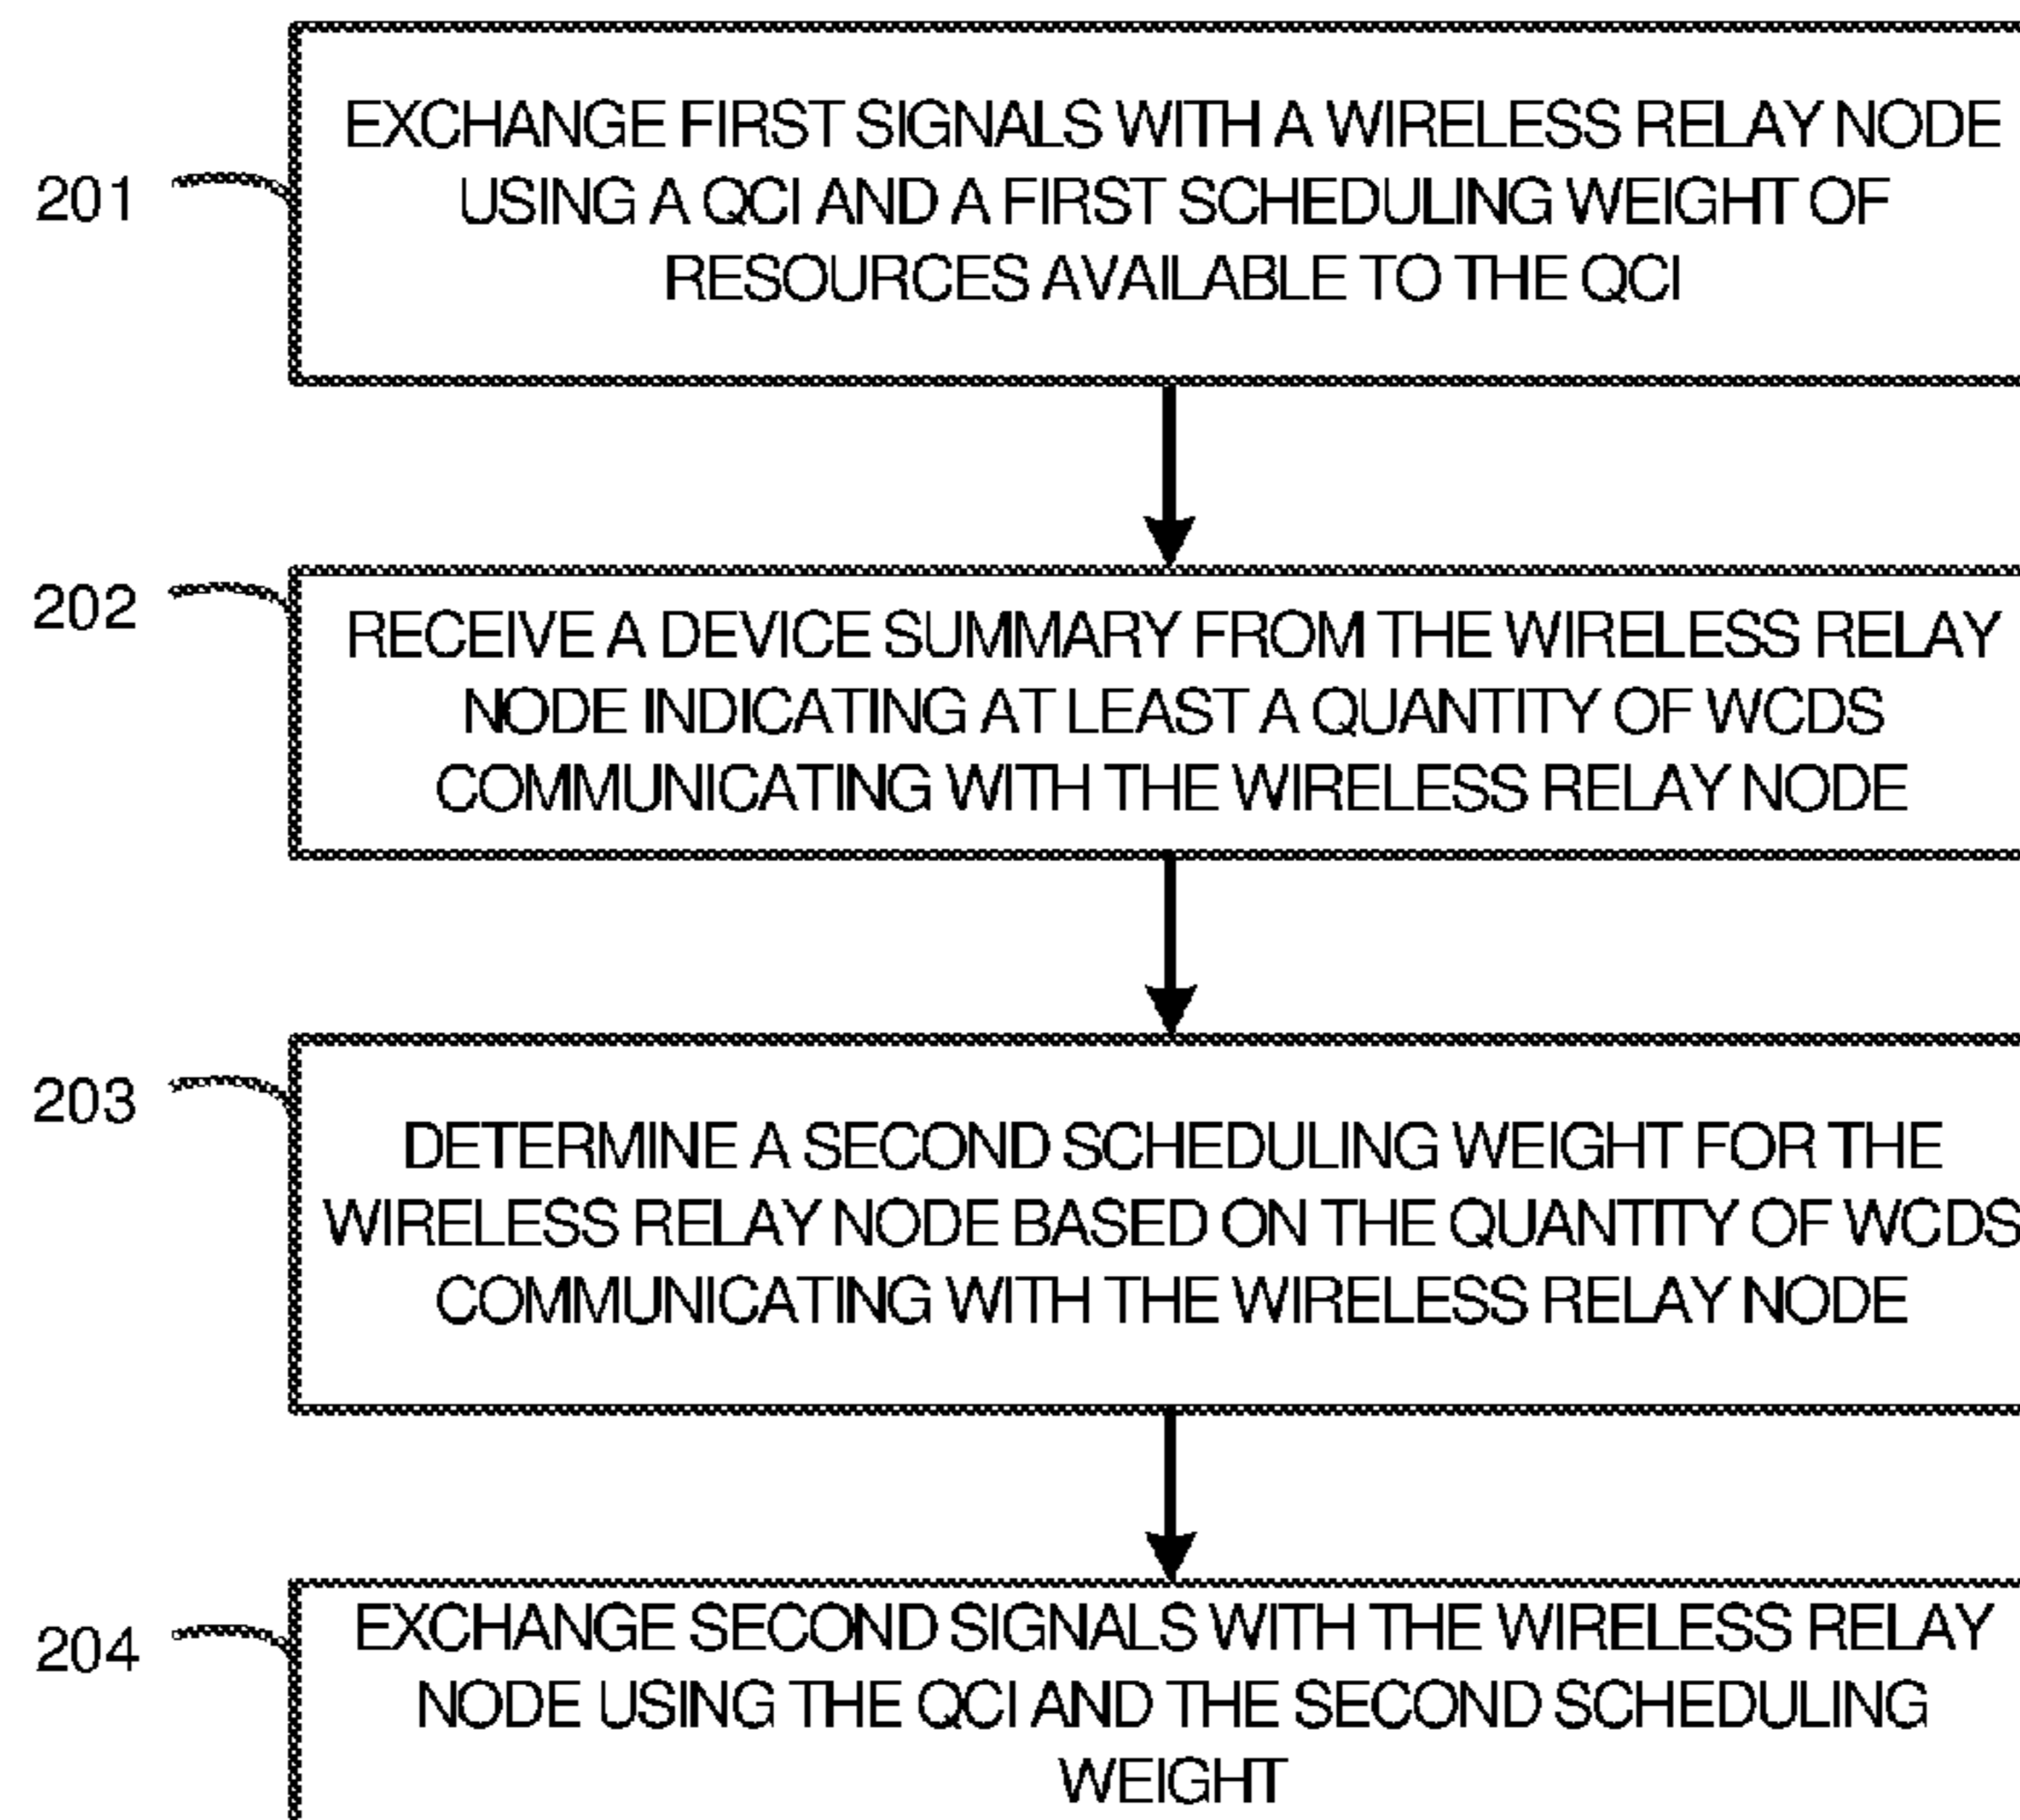 201
EXCHANGE FIRST SIGNALS WITH A WIRELESS RELAY NODE
USING A QCI AND A FIRST SCHEDULING WEIGHT OF
RESOURCES AVAILABLE TO THE QCI
202
RECEIVE A DEVICE SUMMARY FROM THE WIRELESS RELAY
NODE INDICATING AT LEAST A QUANTITY OF WCDS
COMMUNICATING WITH THE WIRELESS RELAY NODE
203
DETERMINE A SECOND SCHEDULING WEIGHT FOR THE
WIRELESS RELAY NODE BASED ON THE QUANTITY OF WCDS
COMMUNICATING WITH THE WIRELESS RELAY NODE
204
EXCHANGE SECOND SIGNALS WITH THE WIRELESS RELAY
NODE USING THE QCI AND THE SECOND SCHEDULING
WEIGHT